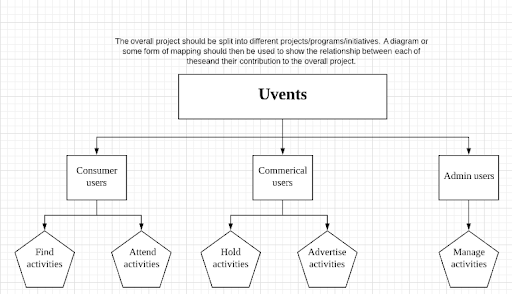 The overall project should be split into different projects/programs/initiatives. A diagram or
some form of mapping should then be used to show the relationship between each of
theseand their contribution to the overall project.
Uvents
Consumer
users
Commerical
users
Admin users
Find
activities
Attend
activities
Hold
activities
Advertise
activities
Manage
activities